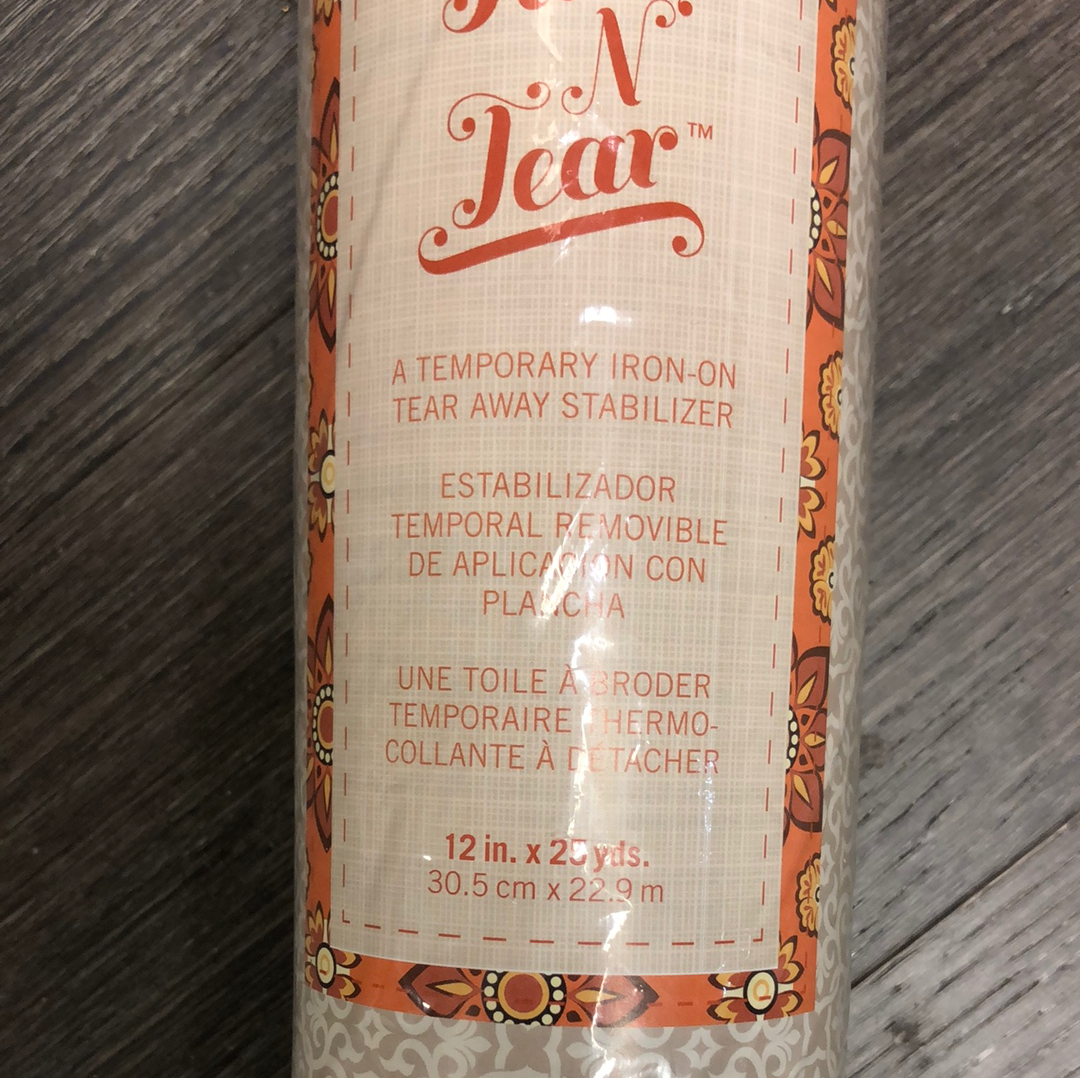 N
Tear™
A TEMPORARY IRON-ON
TEAR AWAY STABILIZER
ESTABILIZADOR
TEMPORAL REMOVIBLE
DE APLICACIÓN CON
PLANCHA
UNE TOILE À BRODER
TEMPORAIRE THERMO-
COLLANTE À DÉTACHER
12 in. x 25 yds.
30.5 cm x 22.9 m